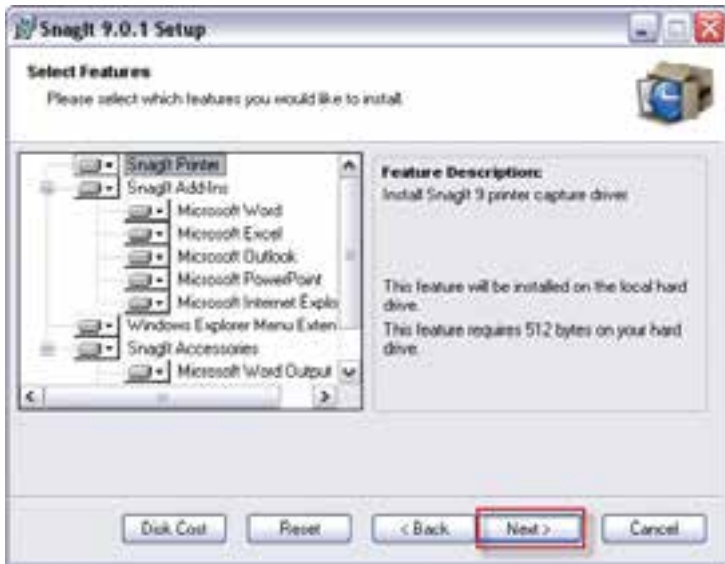 SnagIt 9.0.1 Setup
Select Features
Please select which features you would like to install.
SnagIt Printer
SnagIt Add-Ins
Microsoft Word
Microsoft Excel
Microsoft Outlook
Microsoft PowerPoint
Microsoft Internet Explo
Windows Explorer Menu Exten
SnagIt Accessories
Microsoft Word Output
Feature Description:
Install SnagIt 9 printer capture driver
This feature will be installed on the local hard
drive.
This feature requires 512 bytes on your hard
drive.
Disk Cost
Reset
< Back
Next >
Cancel